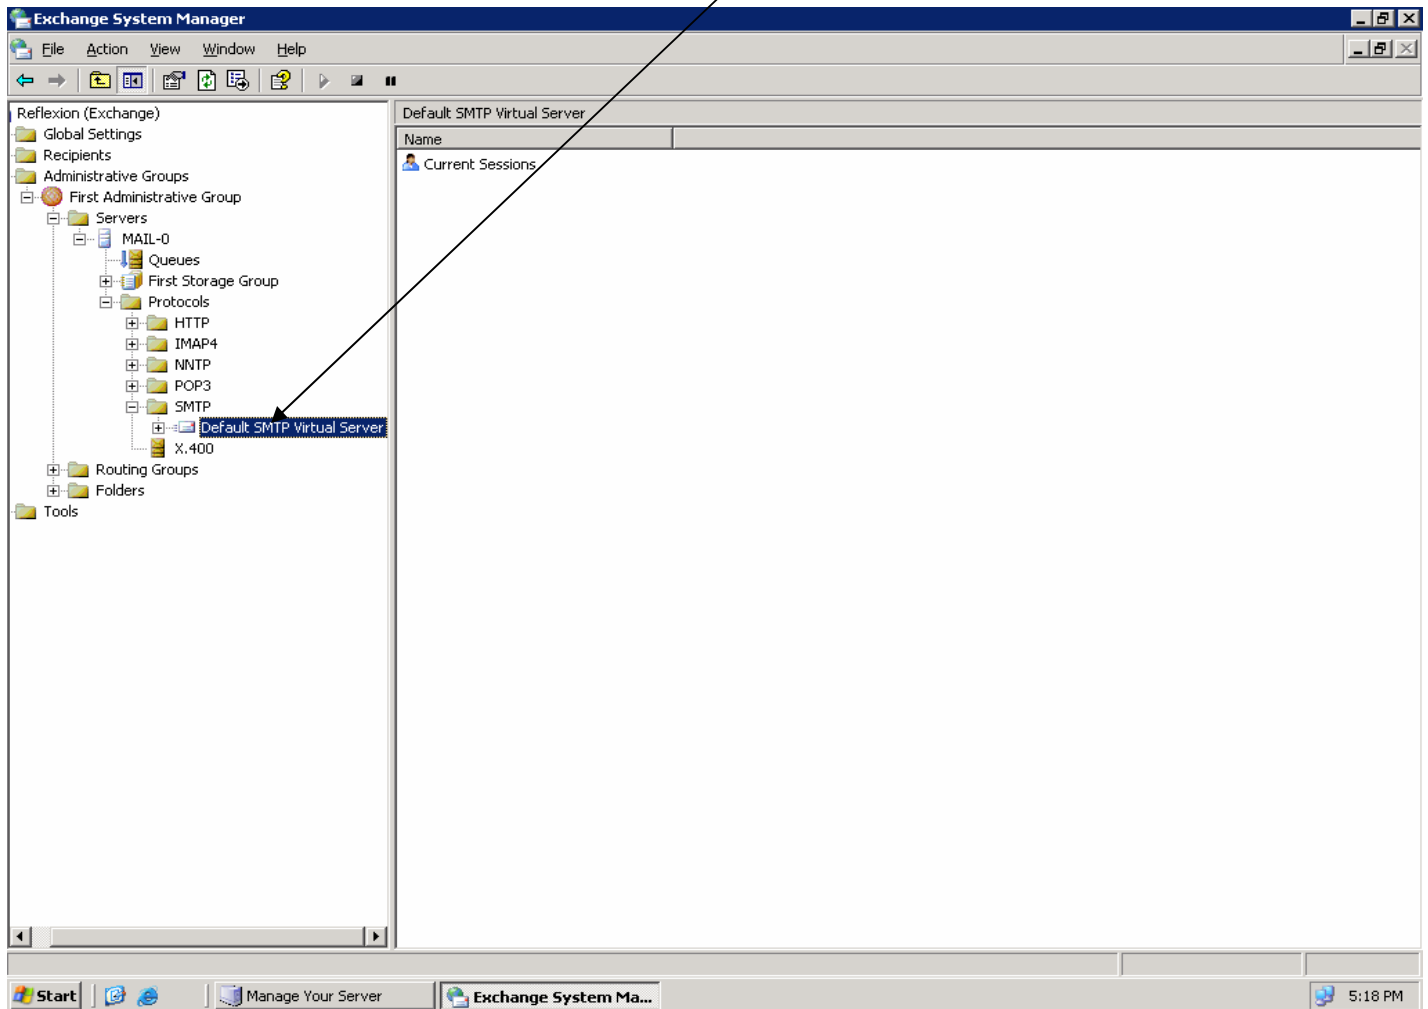 Exchange System Manager
File Action View Window Help
Reflexion (Exchange)
Global Settings
Recipients
Administrative Groups
First Administrative Group
Servers
MAIL-0
Queues
First Storage Group
Protocols
HTTP
IMAP4
NNTP
POP3
SMTP
Default SMTP Virtual Server
X.400
Routing Groups
Folders
Tools
Default SMTP Virtual Server
Name
Current Sessions
Start
Manage Your Server
Exchange System Ma...
5:18 PM